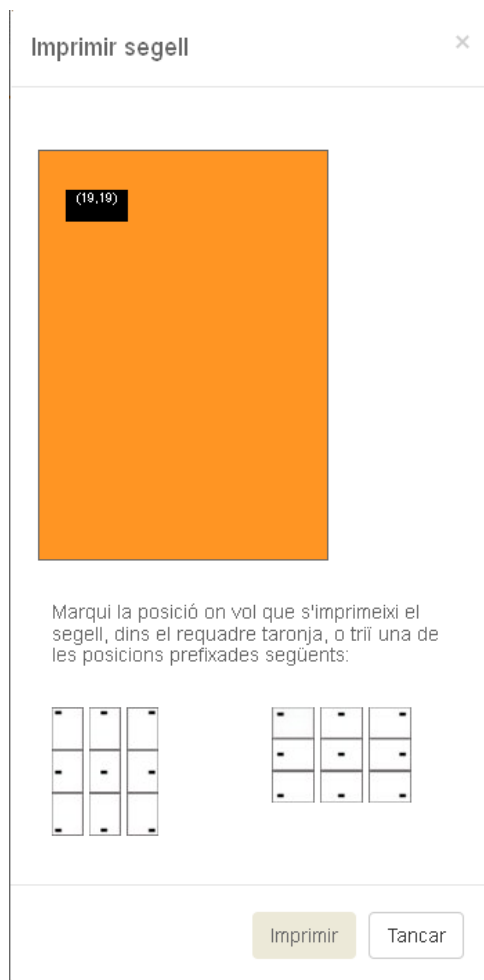 Imprimir segell
×
(19,19)
Marqui la posició on vol que s'imprimeixi el
segell, dins el requadre taronja, o triï una de
les posicions prefixades següents:
Imprimir
Tancar